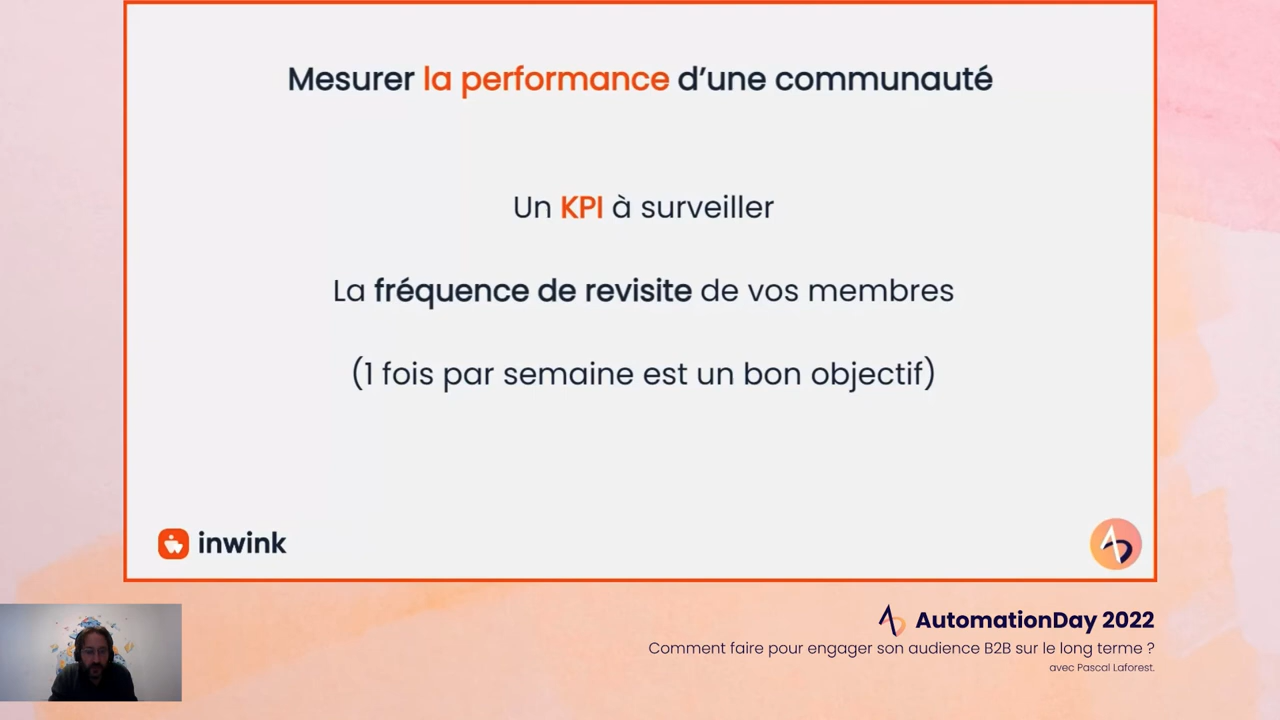 Mesurer la performance d’une communauté
Un KPI à surveiller
La fréquence de revisite de vos membres
(1 fois par semaine est un bon objectif)
inwink
AutomationDay 2022
Comment faire pour engager son audience B2B sur le long terme ?
avec Pascal Laforest.